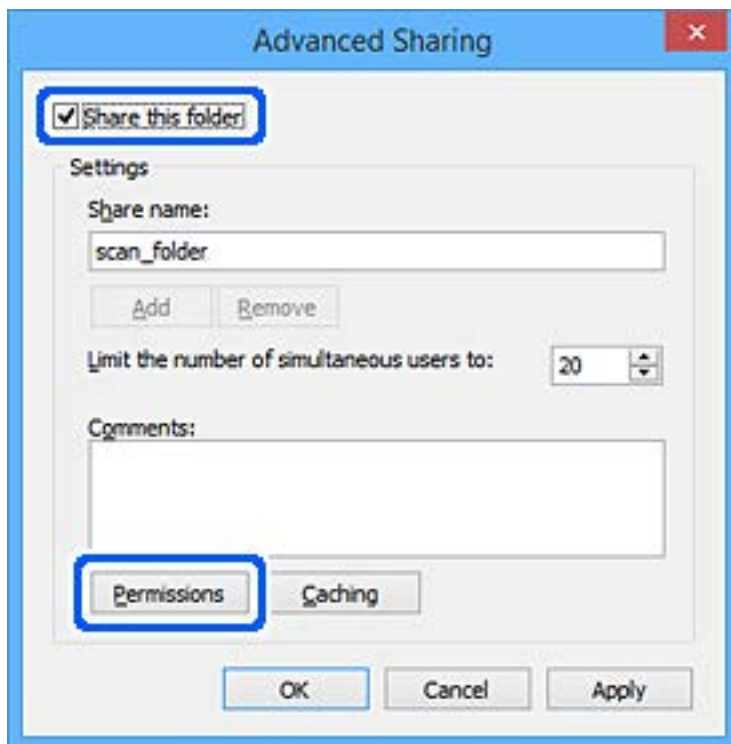 Advanced Sharing
Share this folder
Settings
Share name:
scan_folder
Add Remove
Limit the number of simultaneous users to: 20
Comments:
Permissions Caching
OK Cancel Apply